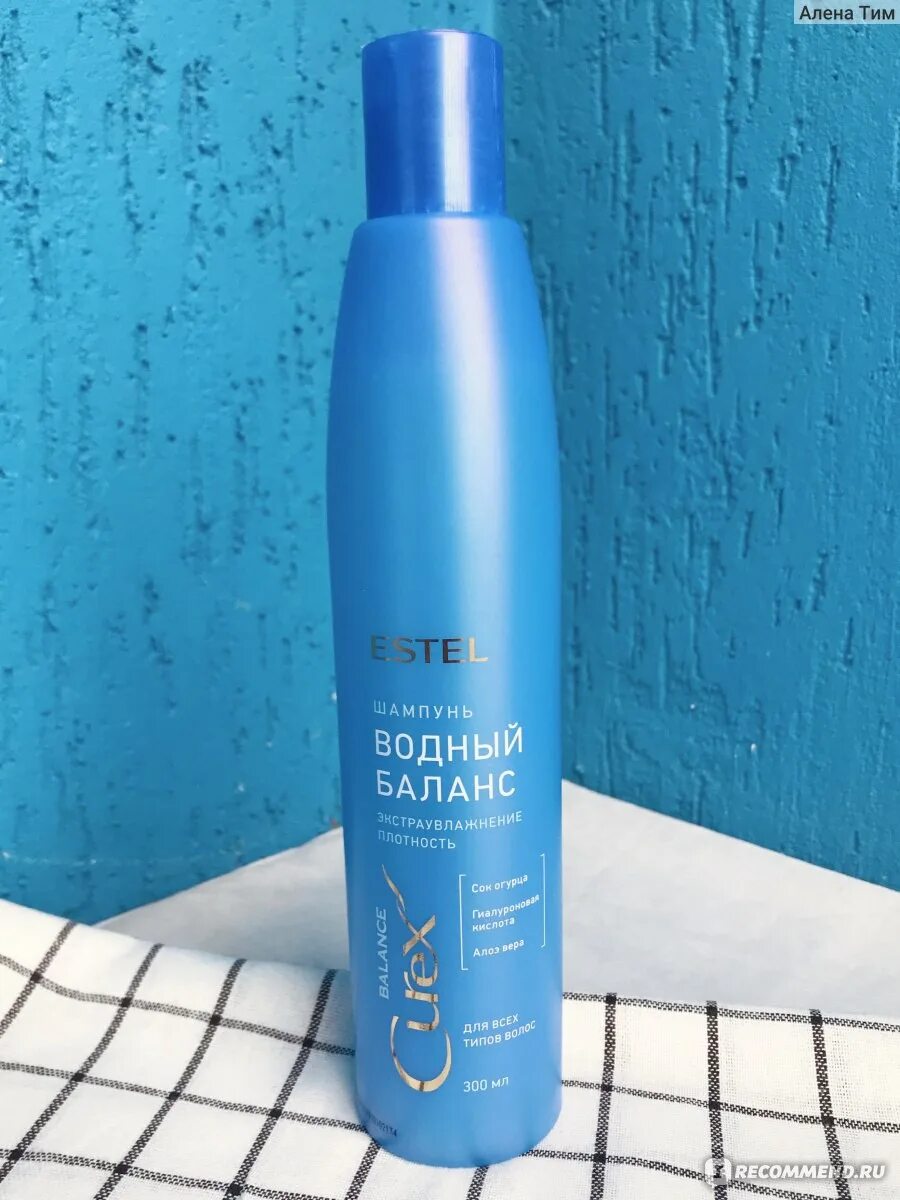 Алена Тим
ESTEL
ШАМПУНЬ
ВОДНЫЙ
БАЛАНС
ЭКСТРАУВЛАЖНЕНИЕ
ПЛОТНОСТЬ
BALANCE
Curex
Сок огурца
Гиалуроновая
кислота
Алоэ вера
ДЛЯ ВСЕХ
ТИПОВ ВОЛОС
300 мл
RECOMMEND.RU